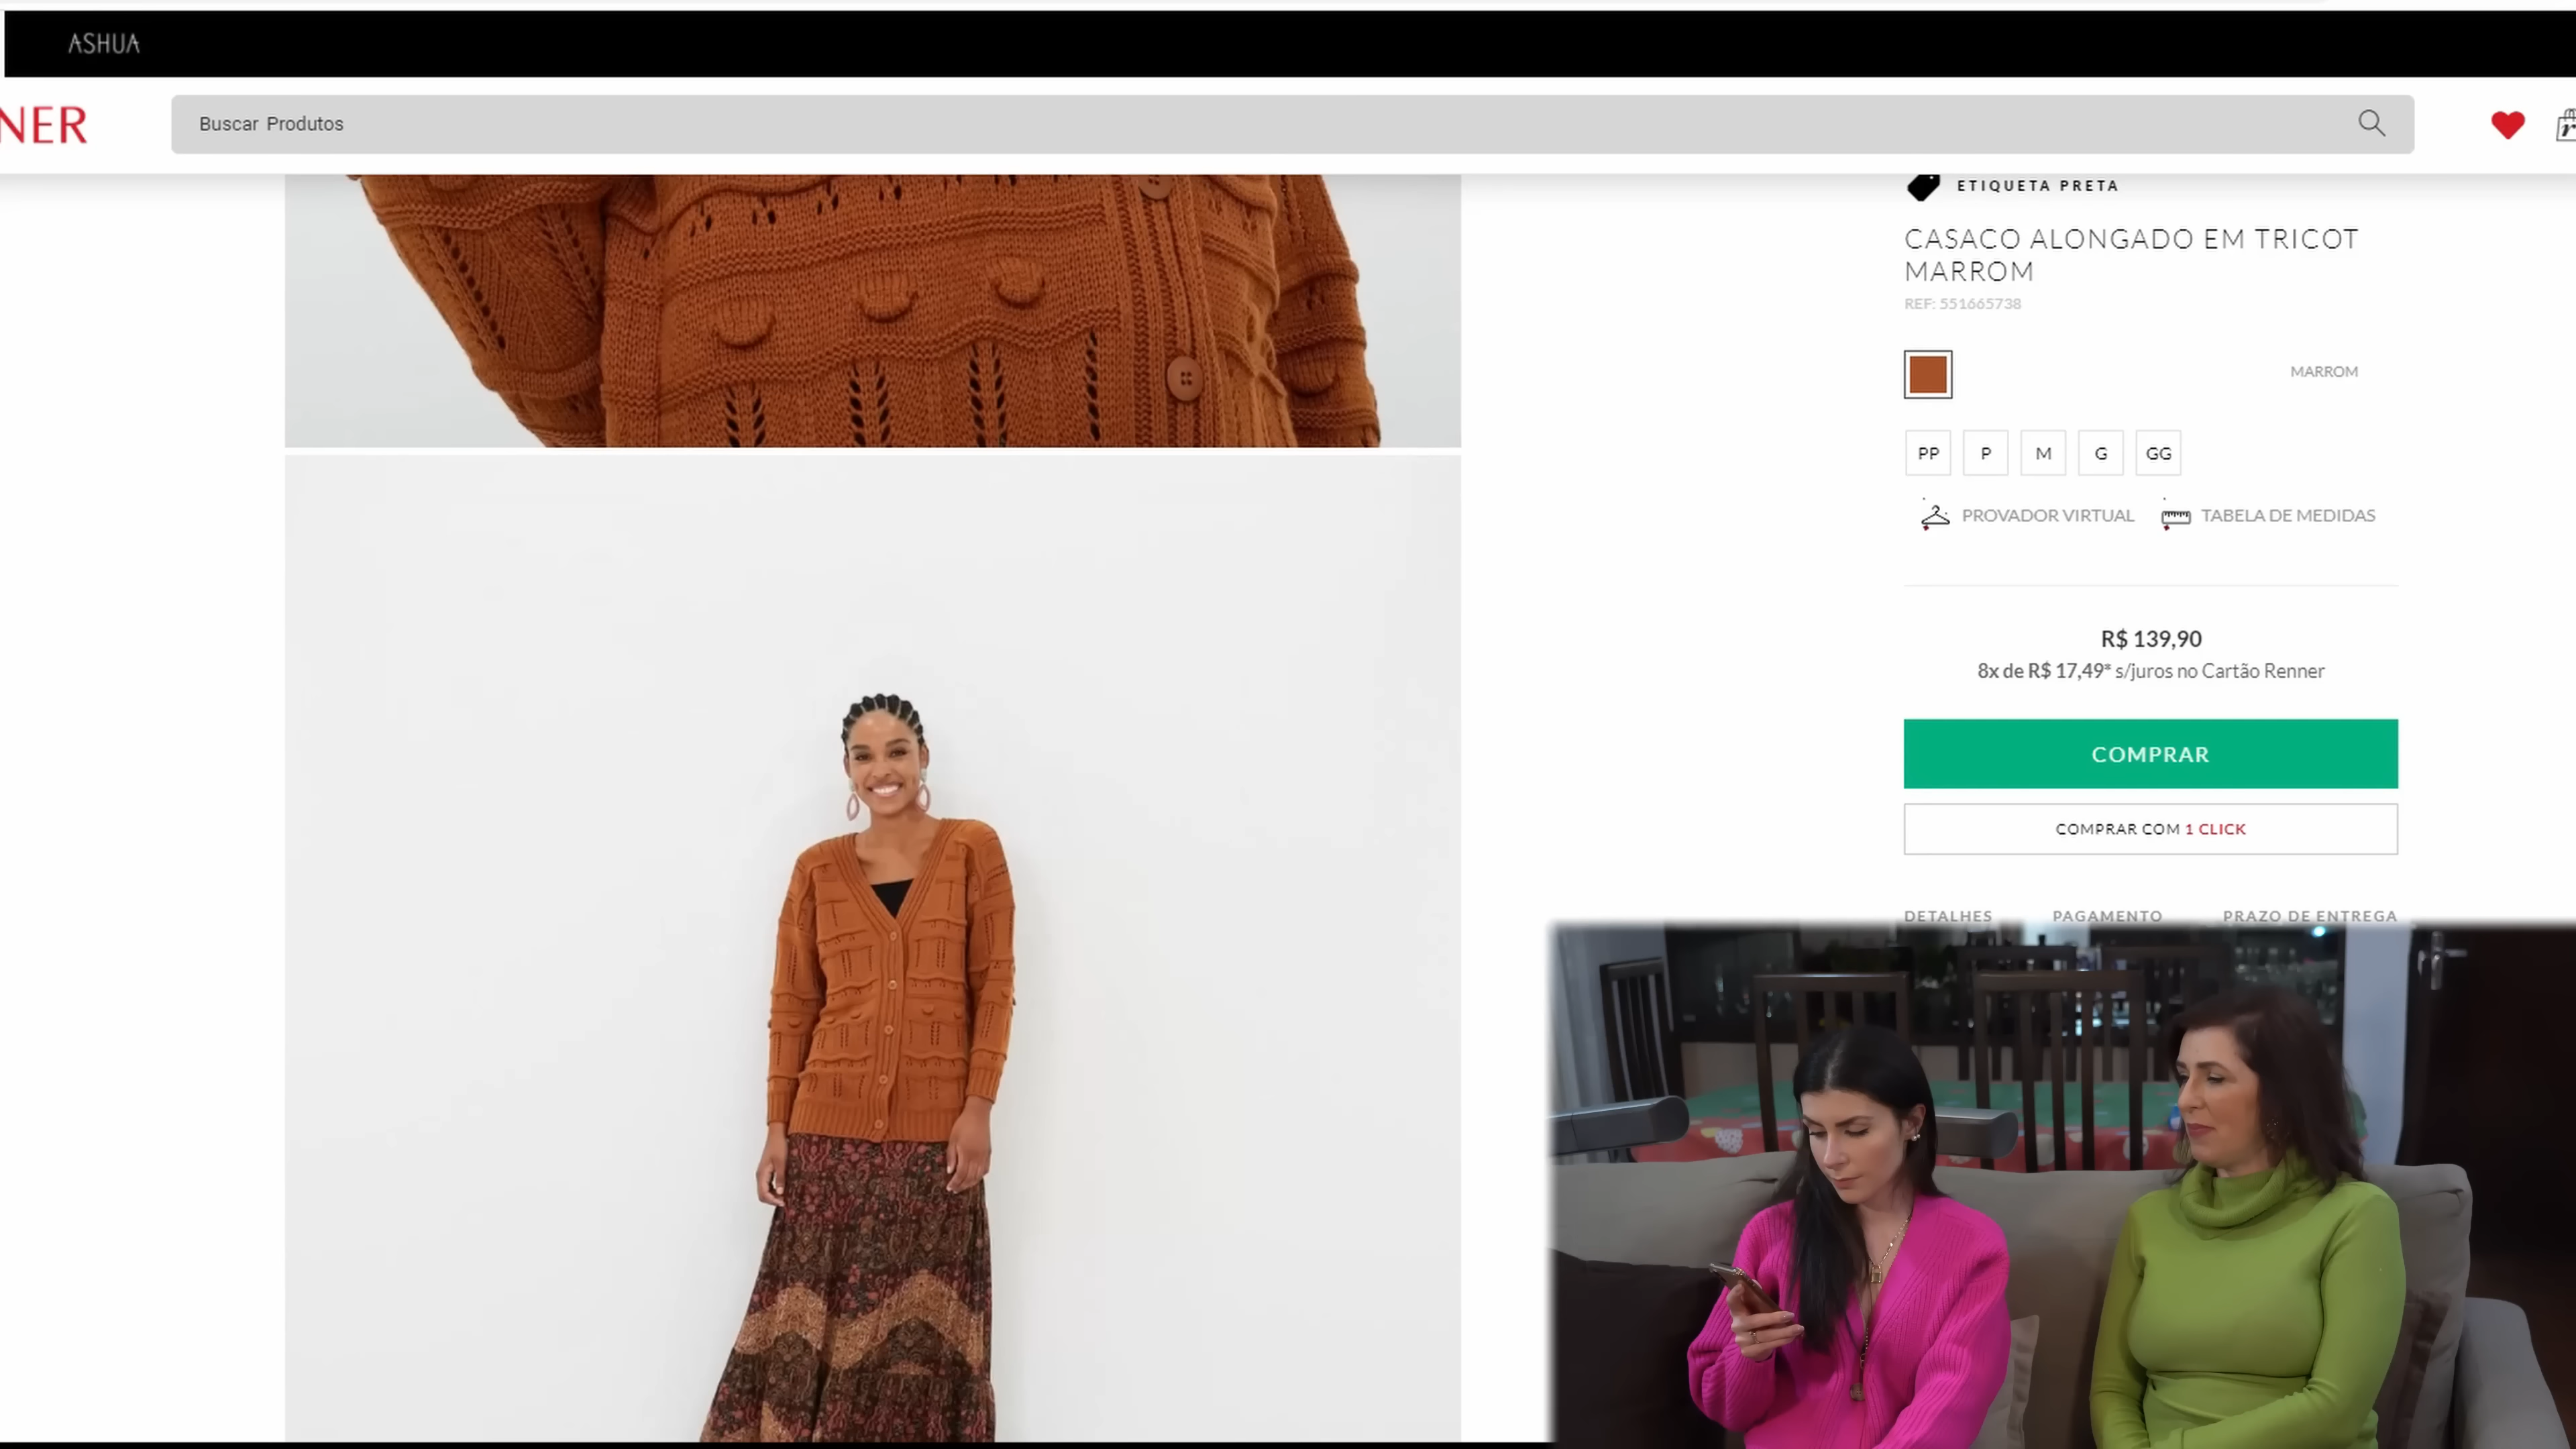 ASHUA
NER
Buscar Produtos
ETIQUETA PRETA
CASACO ALONGADO EM TRICOT
MARROM
REF: 551665738
MARROM
PP P M G GG
PROVADOR VIRTUAL TABELA DE MEDIDAS
R$ 139,90
8x de R$ 17,49* s/juros no Cartão Renner
COMPRAR
COMPRAR COM 1 CLICK
DETALHES PAGAMENTO PRAZO DE ENTREGA